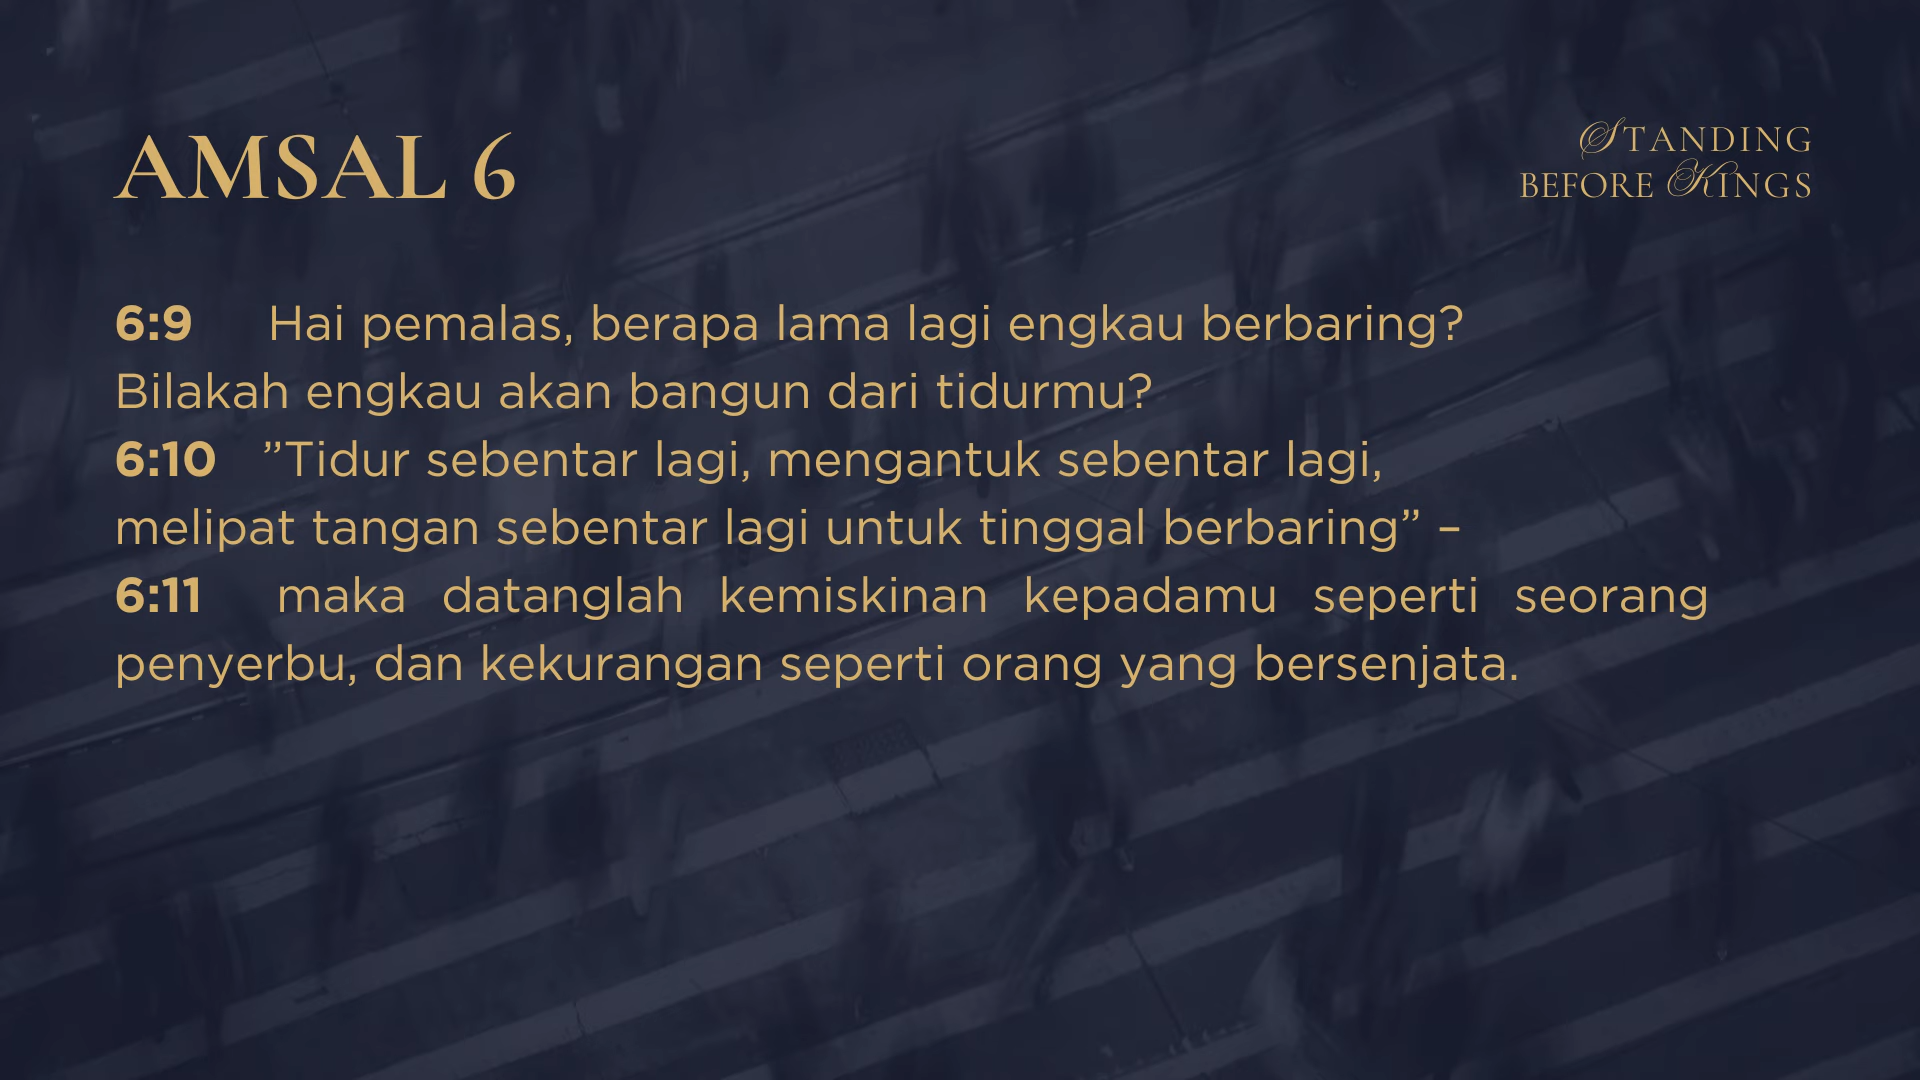 AMSAL 6
STANDING
BEFORE KINGS
6:9 Hai pemalas, berapa lama lagi engkau berbaring?
Bilakah engkau akan bangun dari tidurmu?
6:10 ”Tidur sebentar lagi, mengantuk sebentar lagi,
melipat tangan sebentar lagi untuk tinggal berbaring” –
6:11 maka datanglah kemiskinan kepadamu seperti seorang
penyerbu, dan kekurangan seperti orang yang bersenjata.